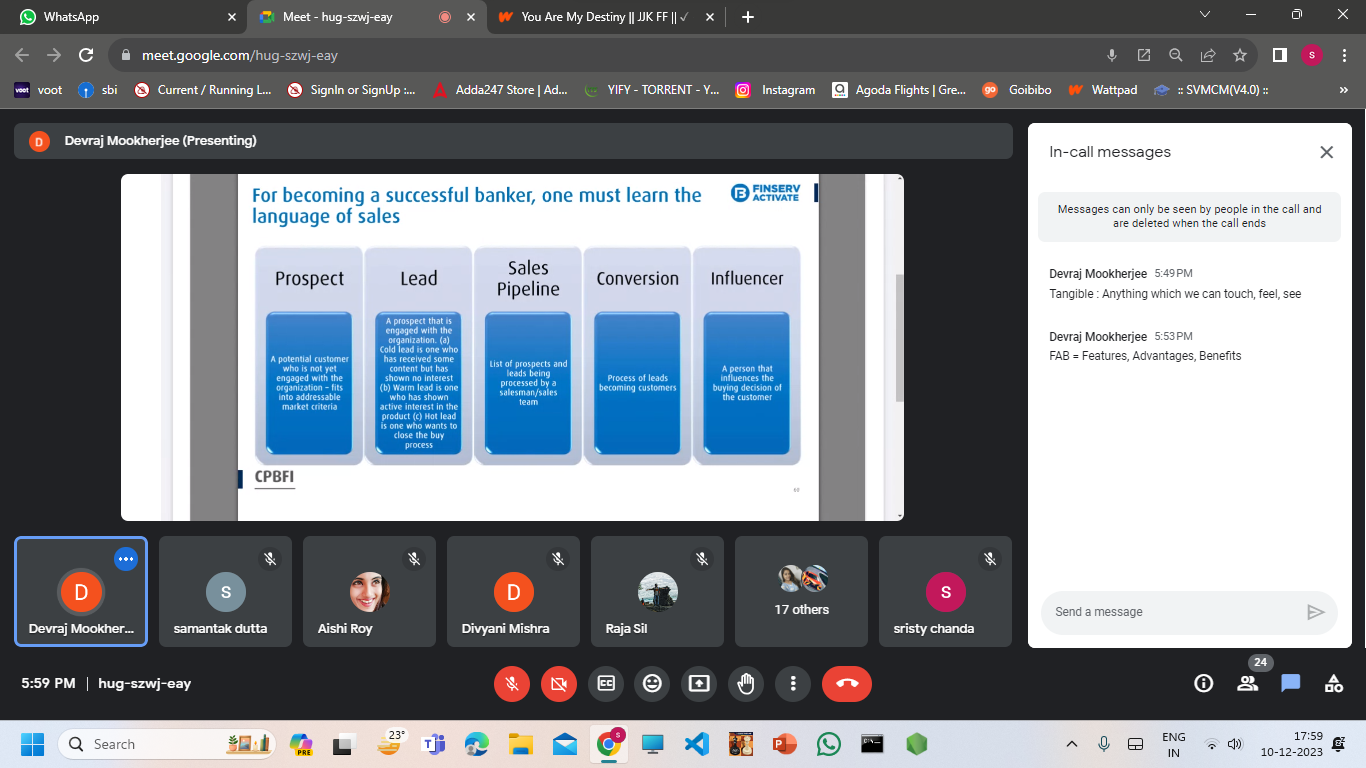 WhatsApp
Meet - hug-szwj-eay
You Are My Destiny || JJK FF || ✓
meet.google.com/hug-szwj-eay
S
voot
voot
sbi
Current / Running L...
SignIn or SignUp :...
Adda247 Store | Ad...
YIFY - TORRENT - Y...
Instagram
Agoda Flights | Gre...
go
Goibibo
Wattpad
:: SVMCM(V4.0) ::
»
D
Devraj Mookherjee (Presenting)
For becoming a successful banker, one must learn the
language of sales
B FINSERV
ACTIVATE
Prospect
A potential customer
who is not yet
engaged with the
organization – fits
into addressable
market criteria
Lead
A prospect that is
engaged with the
organization. (a)
Cold lead is one who
has received some
content but has
shown no interest
(b) Warm lead is one
who has shown
active interest in the
product (c) Hot lead
is one who wants to
close the buy
process
Sales
Pipeline
List of prospects and
leads being
processed by a
salesman/sales
team
Conversion
Process of leads
becoming customers
Influencer
A person that
influences the
buying decision of
the customer
CPBFI
In-call messages
Messages can only be seen by people in the call and
are deleted when the call ends
Devraj Mookherjee 5:49 PM
Tangible : Anything which we can touch, feel, see
Devraj Mookherjee 5:53 PM
FAB = Features, Advantages, Benefits
Send a message
D
Devraj Mookher...
S
samantak dutta
Aishi Roy
D
Divyani Mishra
Raja Sil
17 others
S
sristy chanda
5:59 PM | hug-szwj-eay
CC
24
Search
PRE
23°
S
ENG
IN
17:59
10-12-2023